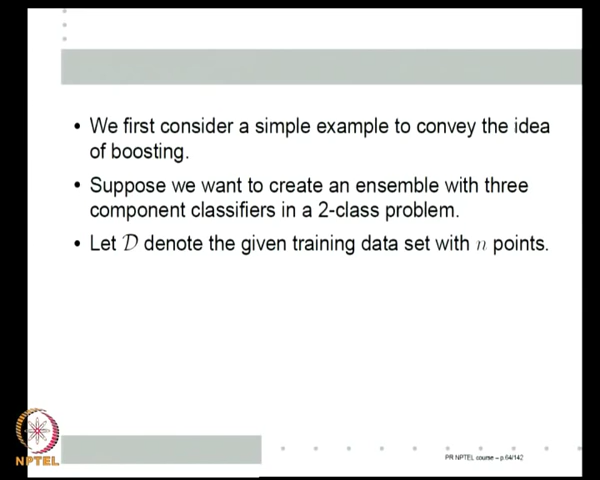 • We first consider a simple example to convey the idea
of boosting.
• Suppose we want to create an ensemble with three
component classifiers in a 2-class problem.
• Let 𝒟 denote the given training data set with n points.
NPTEL
PR NPTEL course – p.64/142